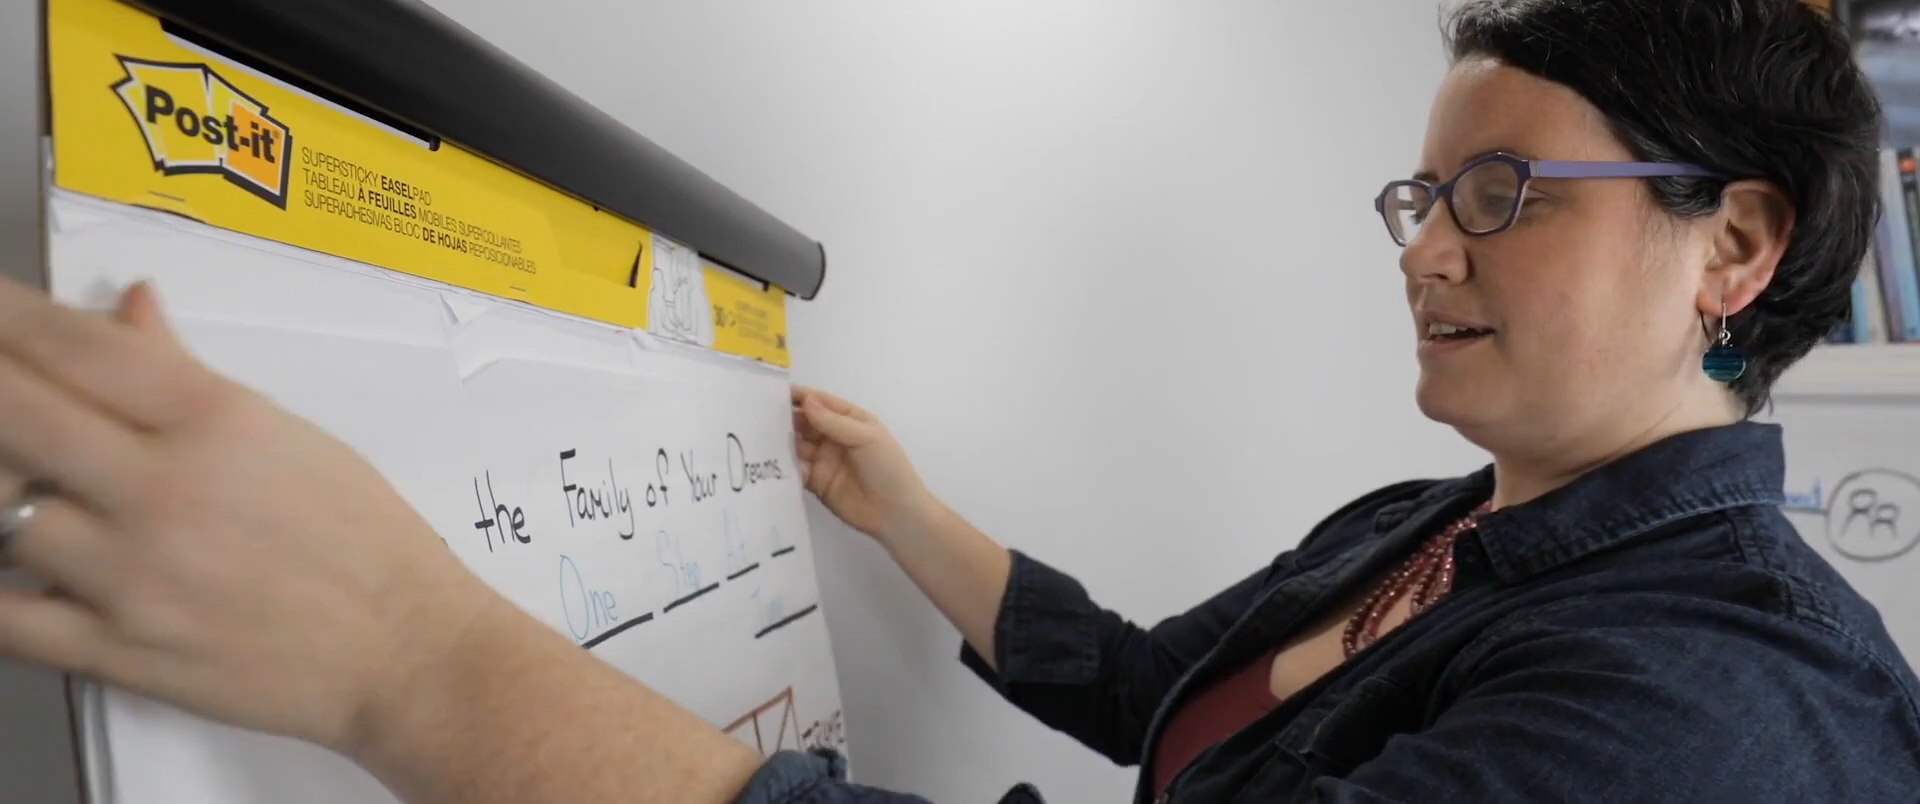 Post-it
SUPERSTICKY EASELPAD
TABLEAU À FEUILLES MOBILES SUPERCOLLANTES
SUPERADHESIVAS BLOC DE HOJAS REPOSICIONABLES
the Family of Your Dreams
One Step At a
Time
FRAME